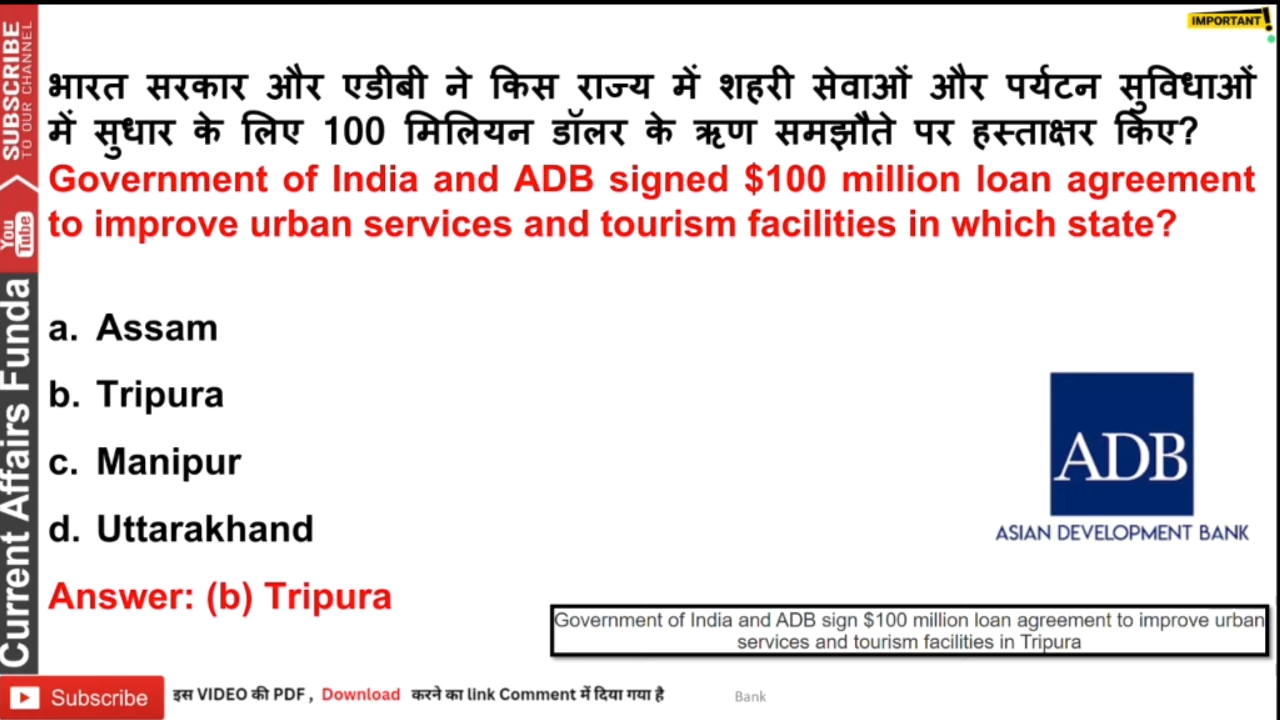 IMPORTANT!
SUBSCRIBE
TO OUR CHANNEL
You Tube
Current Affairs Funda
भारत सरकार और एडीबी ने किस राज्य में शहरी सेवाओं और पर्यटन सुविधाओं
में सुधार के लिए 100 मिलियन डॉलर के ऋण समझौते पर हस्ताक्षर किए?
Government of India and ADB signed $100 million loan agreement
to improve urban services and tourism facilities in which state?
a. Assam
b. Tripura
c. Manipur
d. Uttarakhand
ADB
ASIAN DEVELOPMENT BANK
Answer: (b) Tripura
Government of India and ADB sign $100 million loan agreement to improve urban
services and tourism facilities in Tripura
Subscribe
इस VIDEO की PDF , Download करने का link Comment में दिया गया है
Bank